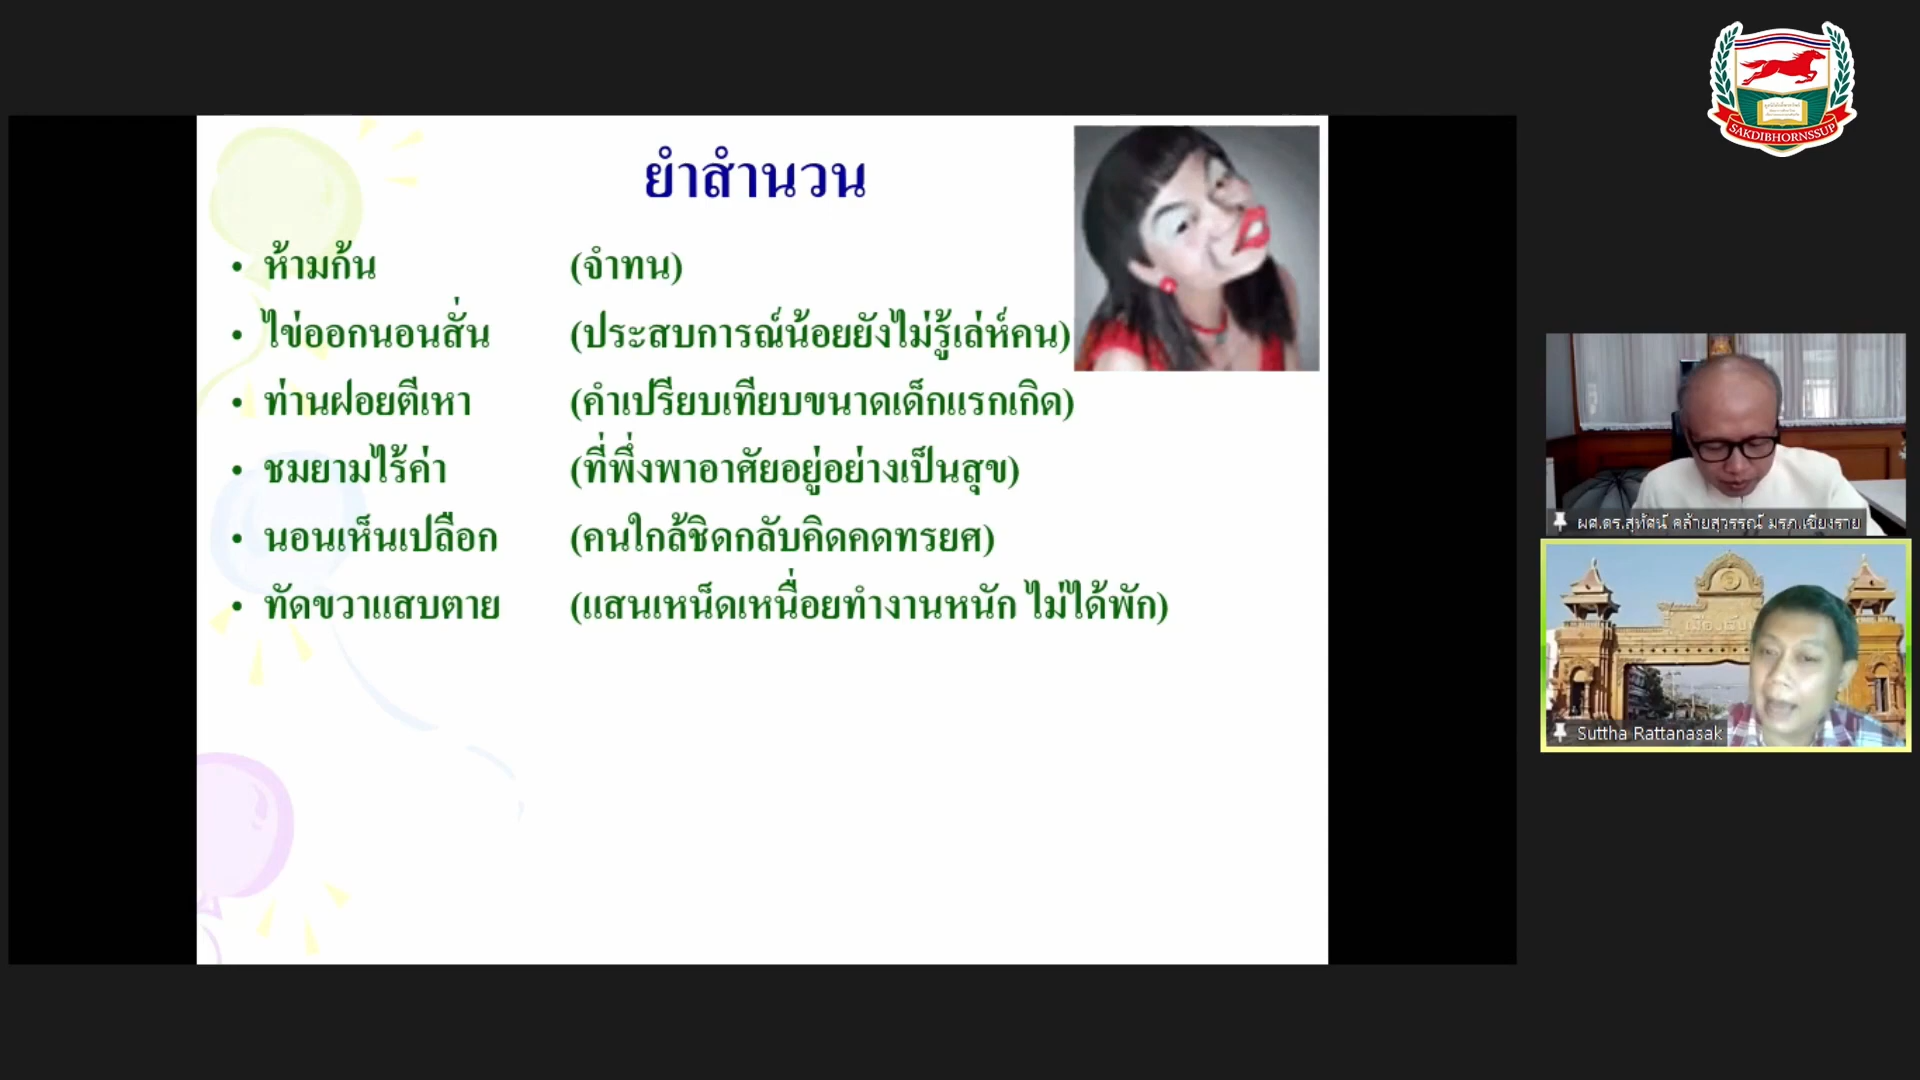 SAKDIBHORNSSUP
ยำสำนวน
• ห้ามก้น (จำทน)
• ไข่ออกนอนสั่น (ประสบการณ์น้อยยังไม่รู้เล่ห์คน)
• ท่านฝอยตีเหา (คำเปรียบเทียบขนาดเด็กแรกเกิด)
• ชมยามไร้ค่า (ที่พึ่งพาอาศัยอยู่อย่างเป็นสุข)
• นอนเห็นเปลือก (คนใกล้ชิดกลับคิดคดทรยศ)
• ทัดขวาแสบตาย (แสนเหน็ดเหนื่อยทำงานหนัก ไม่ได้พัก)
ผศ.ดร.สุทัศน์ คล้ายสุวรรณ์ มรภ.เชียงราย
Suttha Rattanasak